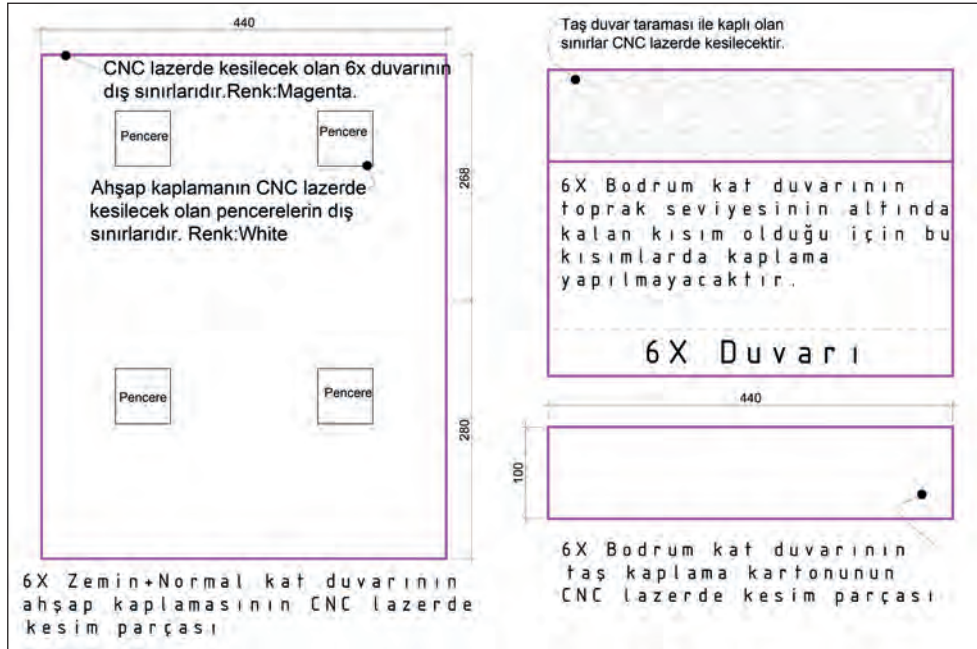 440
CNC lazerde kesilecek olan 6x duvarının
dış sınırlarıdır.Renk:Magenta.
Pencere
Pencere
268
Ahşap kaplamanın CNC lazerde
kesilecek olan pencerelerin dış
sınırlarıdır. Renk:White
Pencere
Pencere
280
6X Zemin+Normal kat duvarının
ahşap kaplamasının CNC lazerde
kesim parçası
Taş duvar taraması ile kaplı olan
sınırlar CNC lazerde kesilecektir.
6X Bodrum kat duvarının
toprak seviyesinin altında
kalan kısım olduğu için bu
kısımlarda kaplama
yapılmayacaktır.
6X Duvarı
440
100
6X Bodrum kat duvarının
taş kaplama kartonunun
CNC lazerde kesim parçası